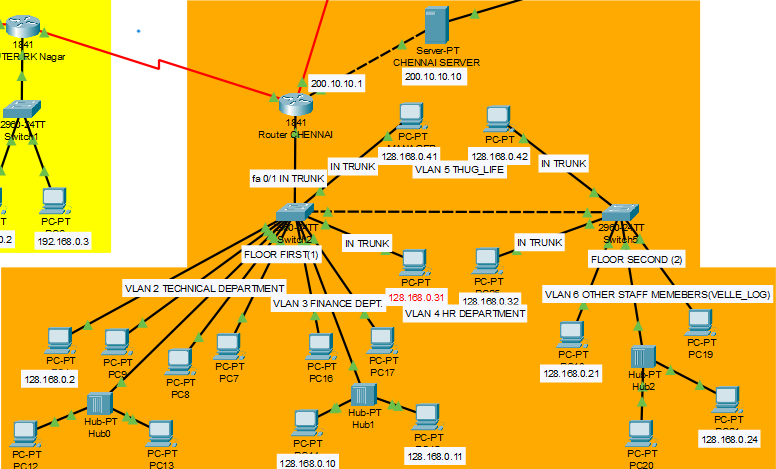 1841
Router CHENNAI
Server-PT
CHENNAI SERVER
200.10.10.10
200.10.10.1
1841
RK Nagar
2960-24TT
Switch1
PC-PT
192.168.0.3
fa 0/1 IN TRUNK
IN TRUNK
PC-PT
128.168.0.41
PC-PT
128.168.0.42
VLAN 5 THUG_LIFE
IN TRUNK
Switch2
FLOOR FIRST(1)
IN TRUNK
PC-PT
128.168.0.31
PC-PT
128.168.0.32
IN TRUNK
VLAN 4 HR DEPARTMENT
2960-24TT
Switch5
FLOOR SECOND (2)
VLAN 2 TECHNICAL DEPARTMENT
VLAN 3 FINANCE DEPT.
VLAN 6 OTHER STAFF MEMEBERS(VELLE_LOG)
PC-PT
128.168.0.2
PC-PT
PC9
PC-PT
PC8
PC-PT
PC7
PC-PT
PC16
PC-PT
PC17
PC-PT
128.168.0.21
PC-PT
PC19
Hub-PT
Hub0
Hub-PT
Hub1
Hub-PT
Hub2
PC-PT
PC12
PC-PT
PC13
PC-PT
128.168.0.10
PC-PT
128.168.0.11
PC-PT
PC20
PC-PT
128.168.0.24